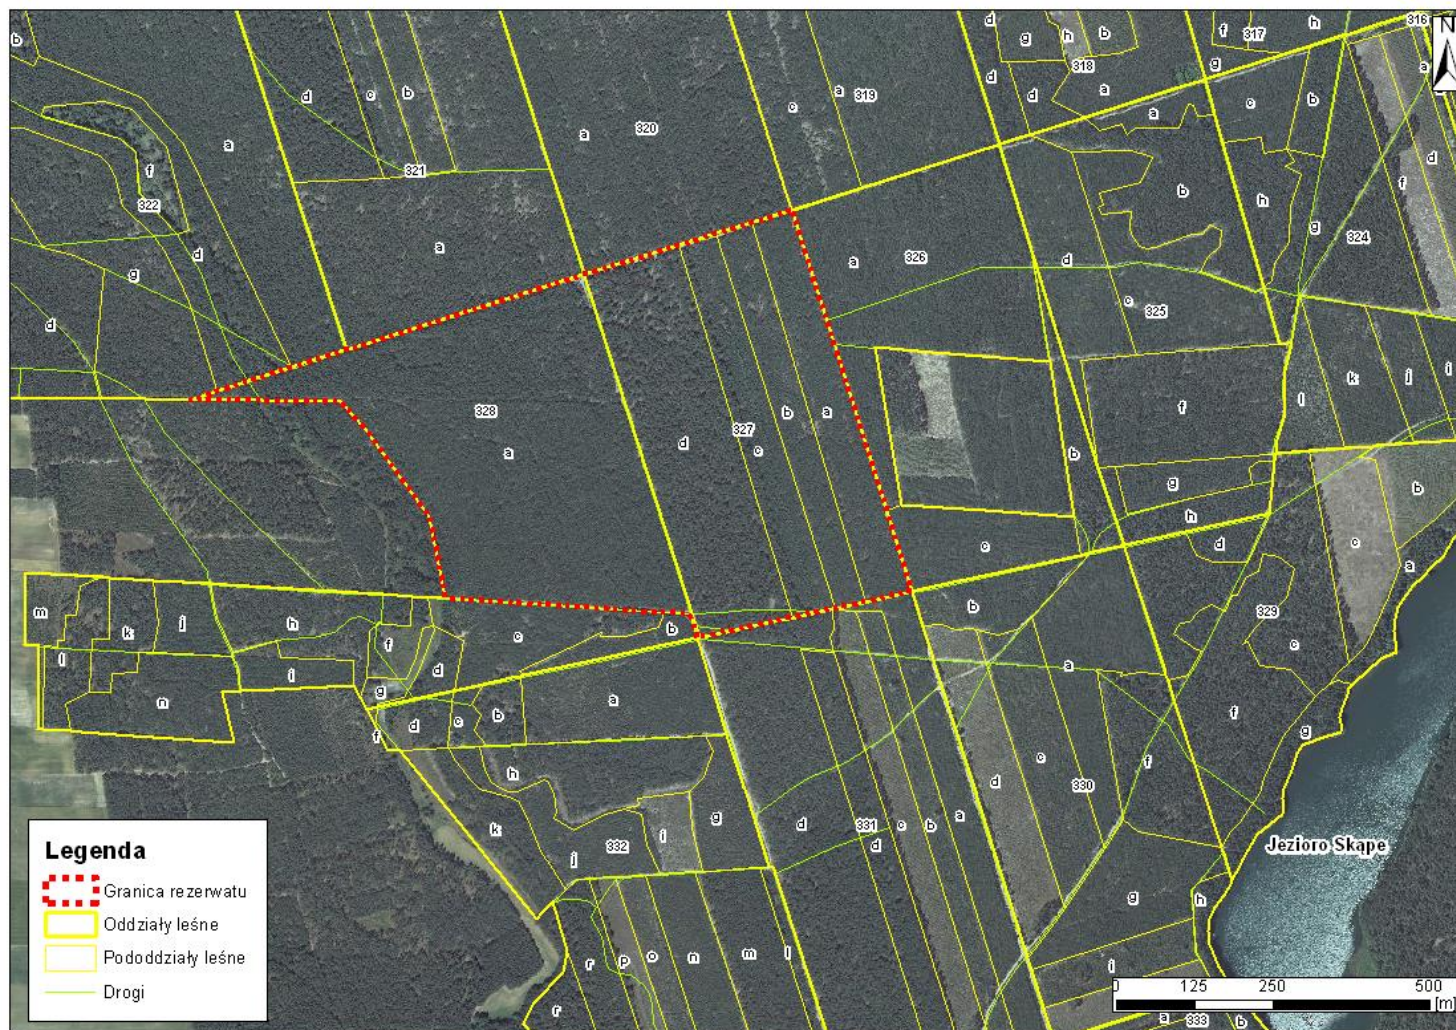 b
d
c
b
a
320
a
c
a
319
d
g
h
b
318
d
d
a
a
f
317
h
g
c
b
316
N
a
d
f
322
f
a
321
a
d
g
d
a
326
d
b
h
g
324
c
325
328
a
d
327
c
b
a
f
b
g
h
l
k
j
i
c
d
b
c
a
m
k
j
h
l
n
i
f
d
g
c
b
b
a
329
c
f
g
d
c
b
f
a
h
k
j
332
i
g
d
331
d
c
b
a
d
c
330
f
Jezioro Skąpe
g
h
i
r
p
o
n
m
l
r
a
333
b
Legenda
Granica rezerwatu
Oddziały leśne
Pododdziały leśne
Drogi
0 125 250 500
[m]